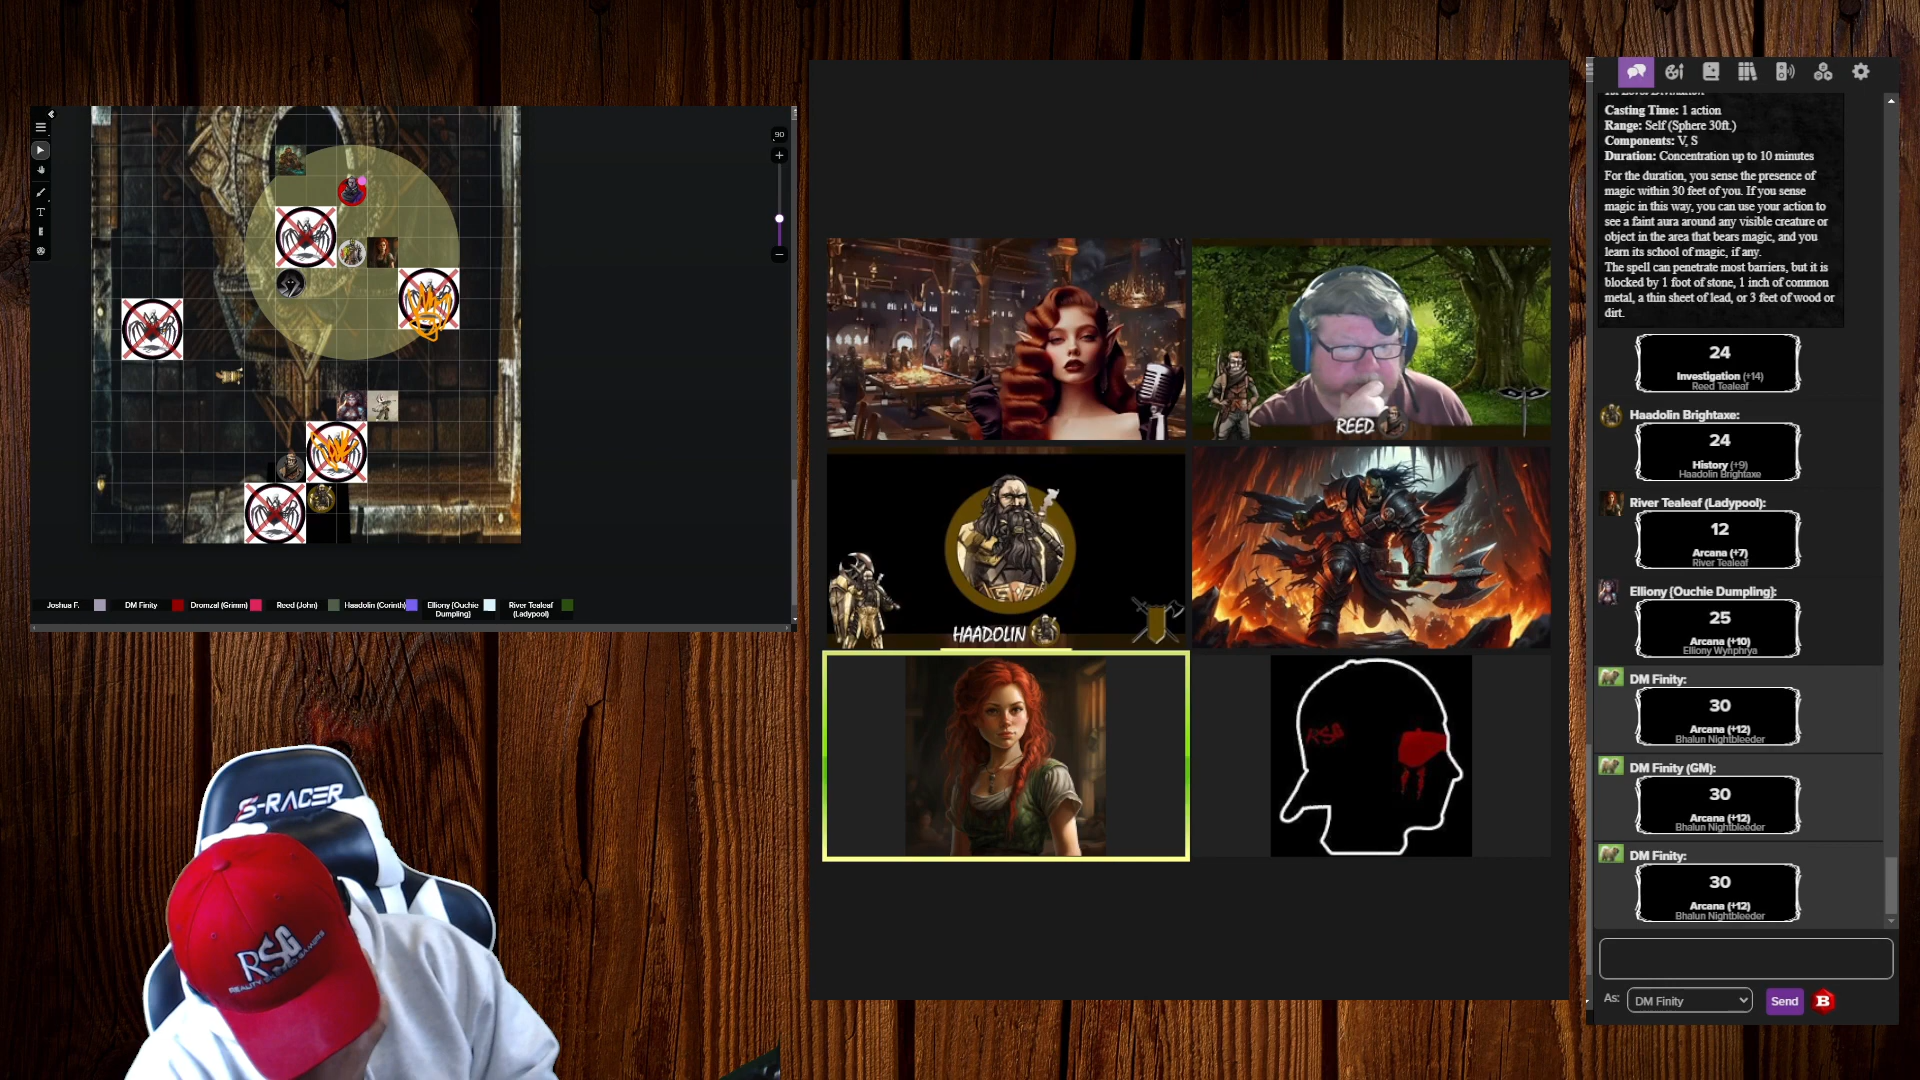 90
Joshua F.
DM Finity
Dromzal (Grimm)
Reed (John)
Haadolin (Corinth)
Elliony (Ouchie
Dumpling)
River Tealeaf
(Ladypool)
S-RACER
RSG
REALITY
GAMERS
REED
HAADOLIN
RSG
Casting Time: 1 action
Range: Self (Sphere 30ft.)
Components: V, S
Duration: Concentration up to 10 minutes
For the duration, you sense the presence of
magic within 30 feet of you. If you sense
magic in this way, you can use your action to
see a faint aura around any visible creature or
object in the area that bears magic, and you
learn its school of magic, if any.
The spell can penetrate most barriers, but it is
blocked by 1 foot of stone, 1 inch of common
metal, a thin sheet of lead, or 3 feet of wood or
dirt.
24
Investigation (+14)
Reed Tealeaf
Haadolin Brightaxe:
24
History (+9)
Haadolin Brightaxe
River Tealeaf (Ladypool):
12
Arcana (+7)
River Tealeaf
Elliony (Ouchie Dumpling):
25
Arcana (+10)
Elliony Wynphrya
DM Finity:
30
Arcana (+12)
Bhalun Nightbleeder
DM Finity (GM):
30
Arcana (+12)
Bhalun Nightbleeder
DM Finity:
30
Arcana (+12)
Bhalun Nightbleeder
As:
DM Finity
Send
B